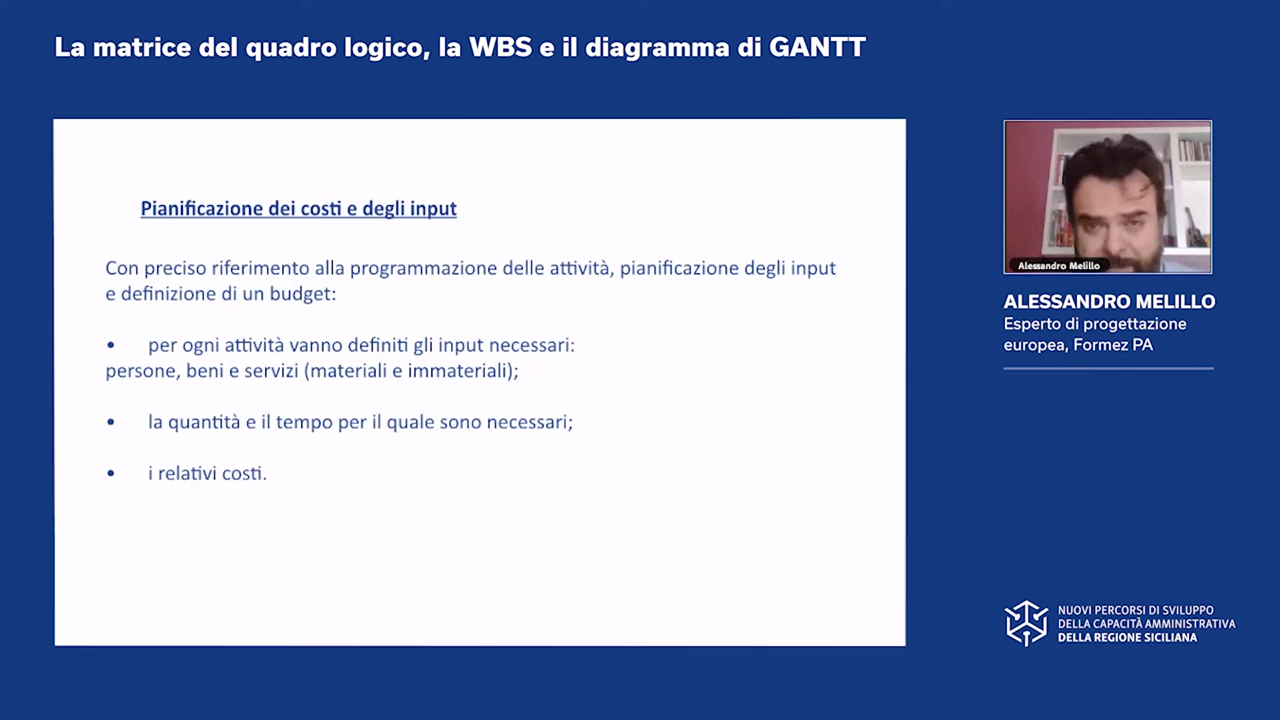 La matrice del quadro logico, la WBS e il diagramma di GANTT
Pianificazione dei costi e degli input
Con preciso riferimento alla programmazione delle attività, pianificazione degli input
e definizione di un budget:
• per ogni attività vanno definiti gli input necessari:
persone, beni e servizi (materiali e immateriali);
• la quantità e il tempo per il quale sono necessari;
• i relativi costi.
Alessandro Melillo
ALESSANDRO MELILLO
Esperto di progettazione
europea, Formez PA
NUOVI PERCORSI DI SVILUPPO
DELLA CAPACITÀ AMMINISTRATIVA
DELLA REGIONE SICILIANA